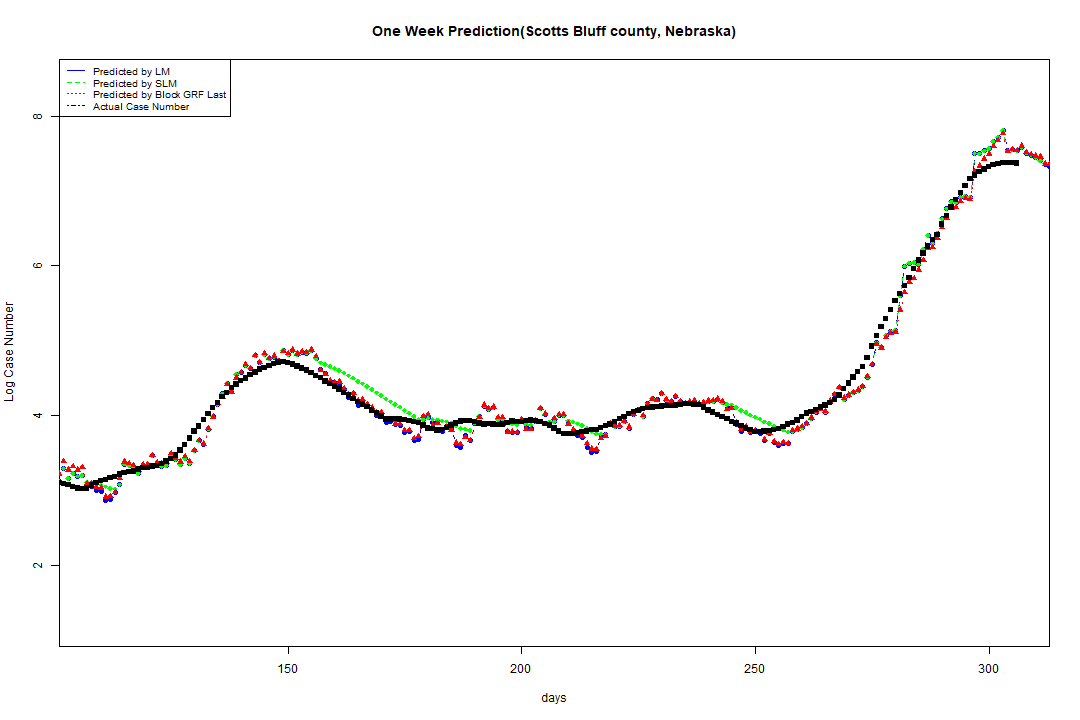 One Week Prediction(Scotts Bluff county, Nebraska)
Predicted by LM
Predicted by SLM
Predicted by Block GRF Last
Actual Case Number
8
6
4
2
Log Case Number
150 200 250 300
days